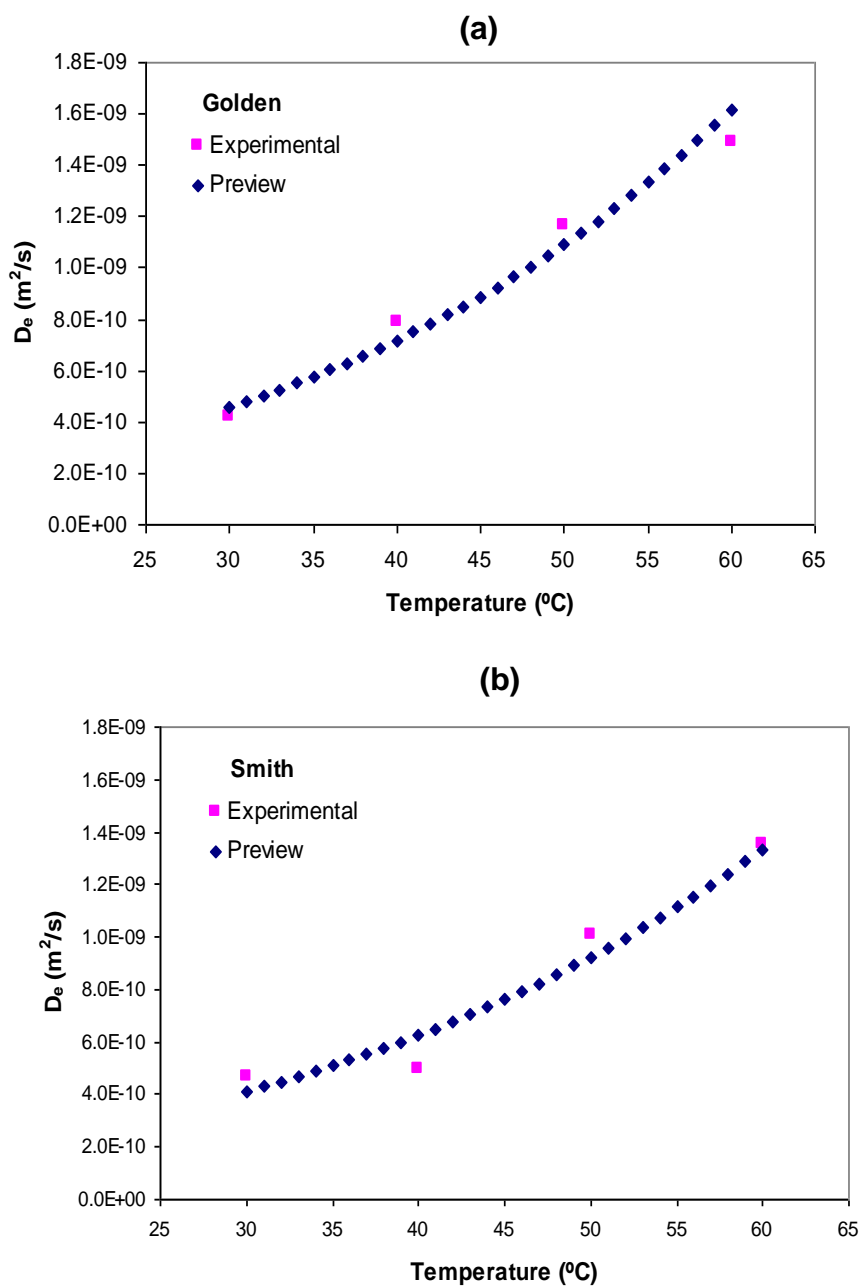 (a)
1.8E-09
Golden
1.6E-09
Experimental
1.4E-09
Preview
1.2E-09
1.0E-09
8.0E-10
6.0E-10
4.0E-10
2.0E-10
0.0E+00
Dₑ (m²/s)
25 30 35 40 45 50 55 60 65
Temperature (ºC)
(b)
1.8E-09
1.6E-09
Smith
Experimental
1.4E-09
Preview
1.2E-09
1.0E-09
8.0E-10
6.0E-10
4.0E-10
2.0E-10
0.0E+00
Dₑ (m²/s)
25 30 35 40 45 50 55 60 65
Temperature (ºC)